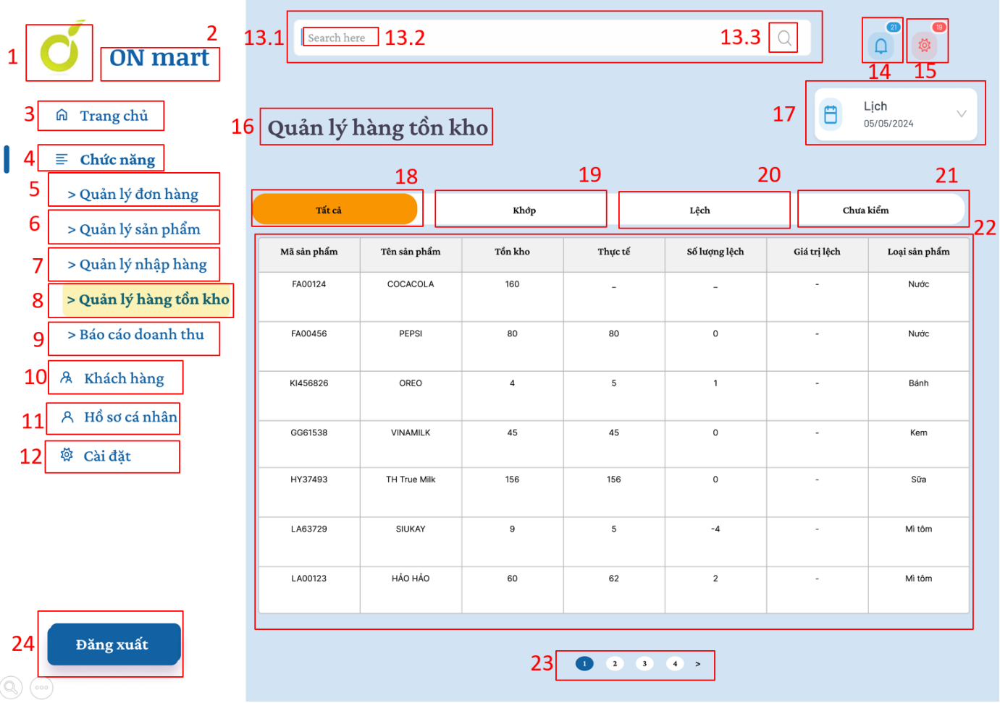 1
2
ON mart
3
Trang chủ
4
Chức năng
5
> Quản lý đơn hàng
6
> Quản lý sản phẩm
7
> Quản lý nhập hàng
8
> Quản lý hàng tồn kho
9
> Báo cáo doanh thu
10
Khách hàng
11
Hồ sơ cá nhân
12
Cài đặt
24
Đăng xuất
13.1
Search here
13.2
13.3
21
14
19
15
16
Quản lý hàng tồn kho
17
Lịch
05/05/2024
18
19
20
21
Tất cả
Khớp
Lệch
Chưa kiểm
22
Mã sản phẩm Tên sản phẩm Tồn kho Thực tế Số lượng lệch Giá trị lệch Loại sản phẩm
FA00124 COCACOLA 160 _ _ - Nước
FA00456 PEPSI 80 80 0 - Nước
KI456826 OREO 4 5 1 - Bánh
GG61538 VINAMILK 45 45 0 - Kem
HY37493 TH True Milk 156 156 0 - Sữa
LA63729 SIUKAY 9 5 -4 - Mì tôm
LA00123 HẢO HẢO 60 62 2 - Mì tôm
23
1 2 3 4 >